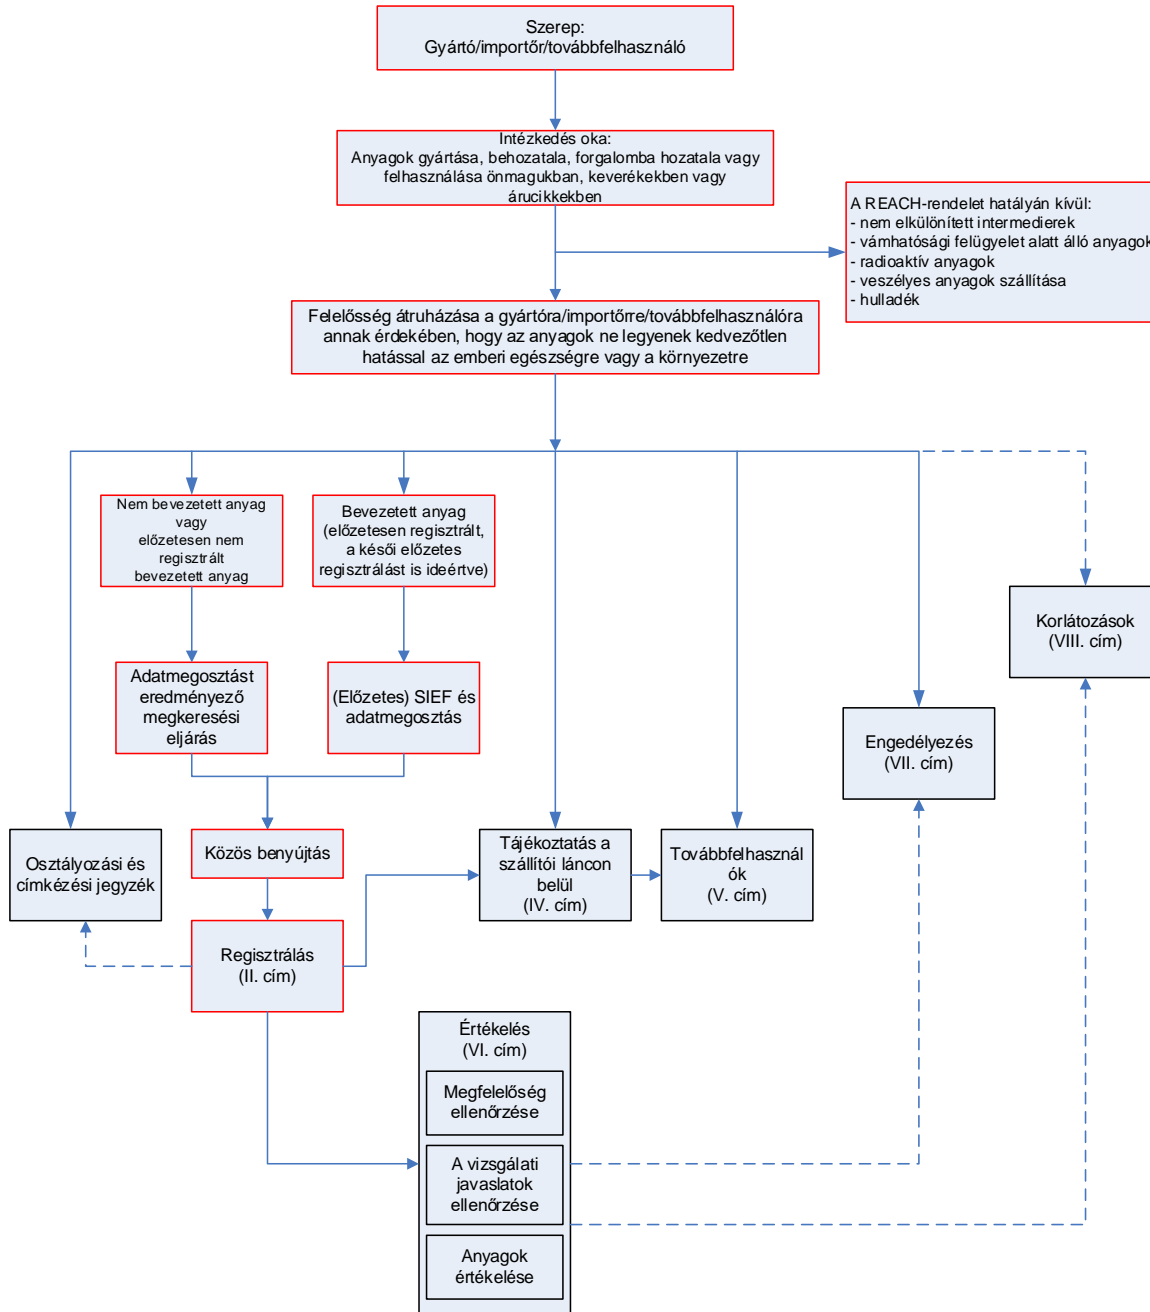 Szerep:
Gyártó/importőr/továbbfelhasználó
Intézkedés oka:
Anyagok gyártása, behozatala, forgalomba hozatala vagy
felhasználása önmagukban, keverékekben vagy
árucikkekben
A REACH-rendelet hatályán kívül:
- nem elkülönített intermedierek
- vámhatósági felügyelet alatt álló anyagok
- radioaktív anyagok
- veszélyes anyagok szállítása
- hulladék
Felelősség átruházása a gyártóra/importőrre/továbbfelhasználóra
annak érdekében, hogy az anyagok ne legyenek kedvezőtlen
hatással az emberi egészségre vagy a környezetre
Nem bevezetett anyag
vagy
előzetesen nem
regisztrált
bevezetett anyag
Bevezetett anyag
(előzetesen regisztrált,
a késői előzetes
regisztrálást is ideértve)
Korlátozások
(VIII. cím)
Adatmegosztást
eredményező
megkeresési
eljárás
(Előzetes) SIEF és
adatmegosztás
Engedélyezés
(VII. cím)
Osztályozási és
címkézési jegyzék
Közös benyújtás
Tájékoztatás a
szállítói láncon
belül
(IV. cím)
Továbbfelhasznál
ók
(V. cím)
Regisztrálás
(II. cím)
Értékelés
(VI. cím)
Megfelelőség
ellenőrzése
A vizsgálati
javaslatok
ellenőrzése
Anyagok
értékelése